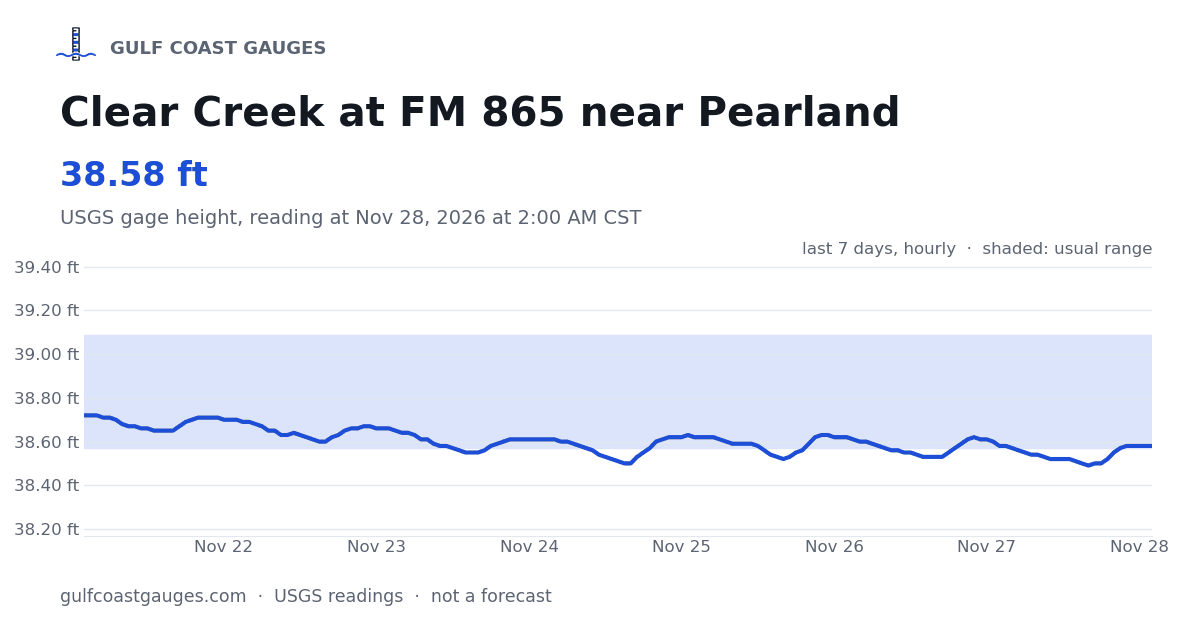 GULF COAST GAUGES
Clear Creek at FM 865 near Pearland
38.58 ft
USGS gage height, reading at Nov 28, 2026 at 2:00 AM CST
last 7 days, hourly · shaded: usual range
39.40 ft
39.20 ft
39.00 ft
38.80 ft
38.60 ft
38.40 ft
38.20 ft
Nov 22 Nov 23 Nov 24 Nov 25 Nov 26 Nov 27 Nov 28
gulfcoastgauges.com · USGS readings · not a forecast